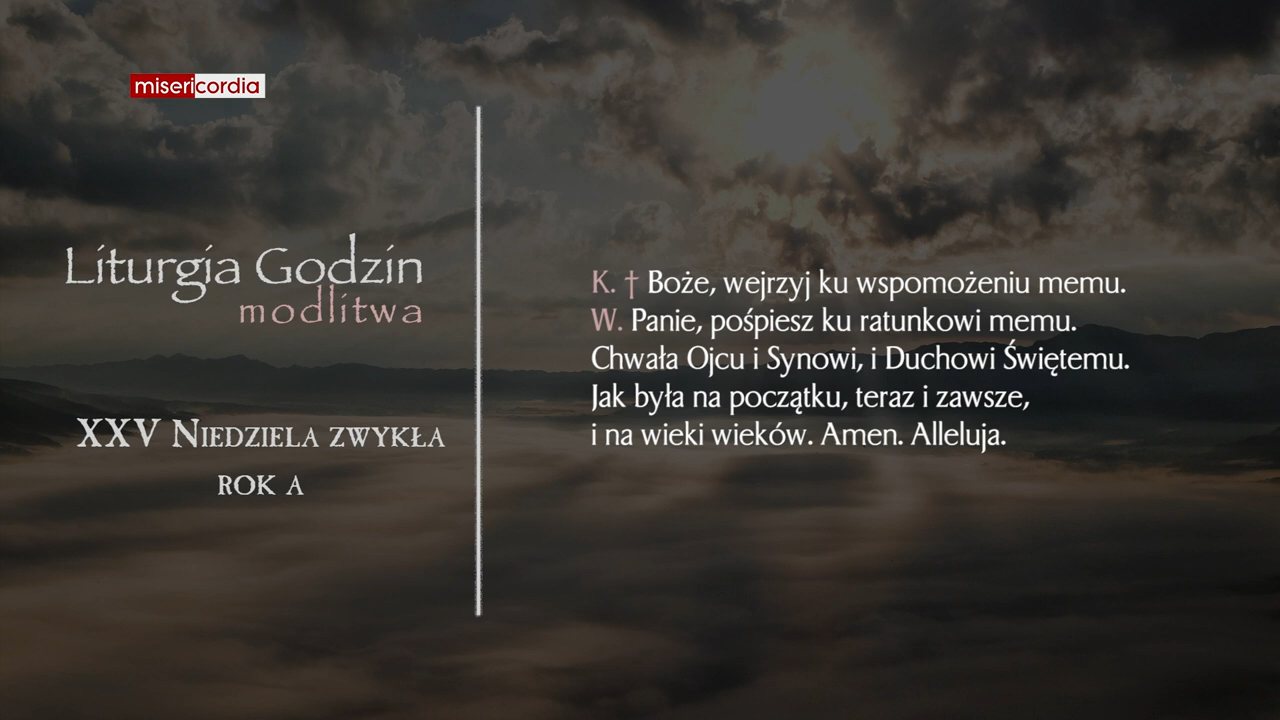 misericordia
Liturgia Godzin
modlitwa
XXV Niedziela zwykła
rok A
K. † Boże, wejrzyj ku wspomożeniu memu.
W. Panie, pośpiesz ku ratunkowi memu.
Chwała Ojcu i Synowi, i Duchowi Świętemu.
Jak była na początku, teraz i zawsze,
i na wieki wieków. Amen. Alleluja.